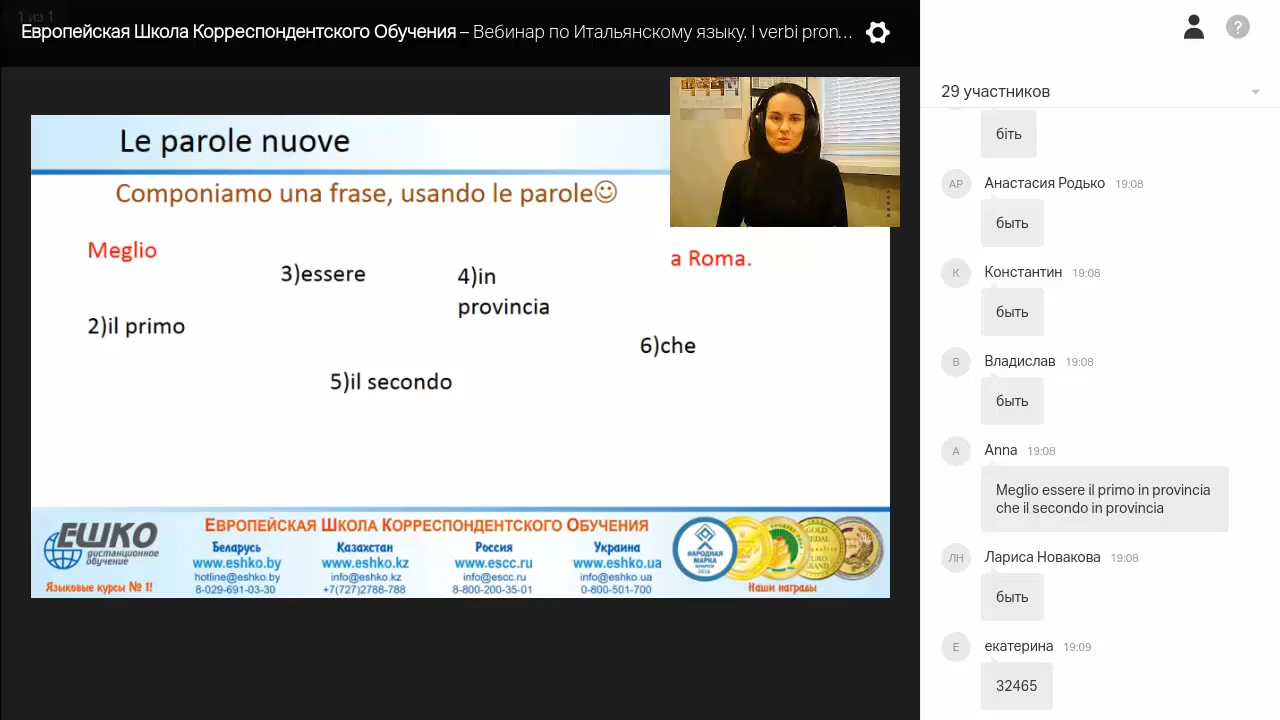 1 из 1
Европейская Школа Корреспондентского Обучения – Вебинар по Итальянскому языку. I verbi pron...
Le parole nuove
Componiamo una frase, usando le parole☺
Meglio
a Roma.
3)essere
4)in
provincia
2)il primo
6)che
5)il secondo
ЕШКО
дистанционное
обучение
Языковые курсы № 1!
Европейская Школа Корреспондентского Обучения
Беларусь
www.eshko.by
hotline@eshko.by
8-029-691-03-30
Казахстан
www.eshko.kz
info@eshko.kz
+7(727)2788-788
Россия
www.escc.ru
info@escc.ru
8-800-200-35-01
Украина
www.eshko.ua
info@eshko.ua
0-800-501-700
НАРОДНАЯ
МАРКА
Наши награды
29 участников
?
біть
АР
Анастасия Родько 19:08
быть
К
Константин 19:08
быть
В
Владислав 19:08
быть
A
Anna 19:08
Meglio essere il primo in provincia
che il secondo in provincia
ЛН
Лариса Новакова 19:08
быть
Е
екатерина 19:09
32465